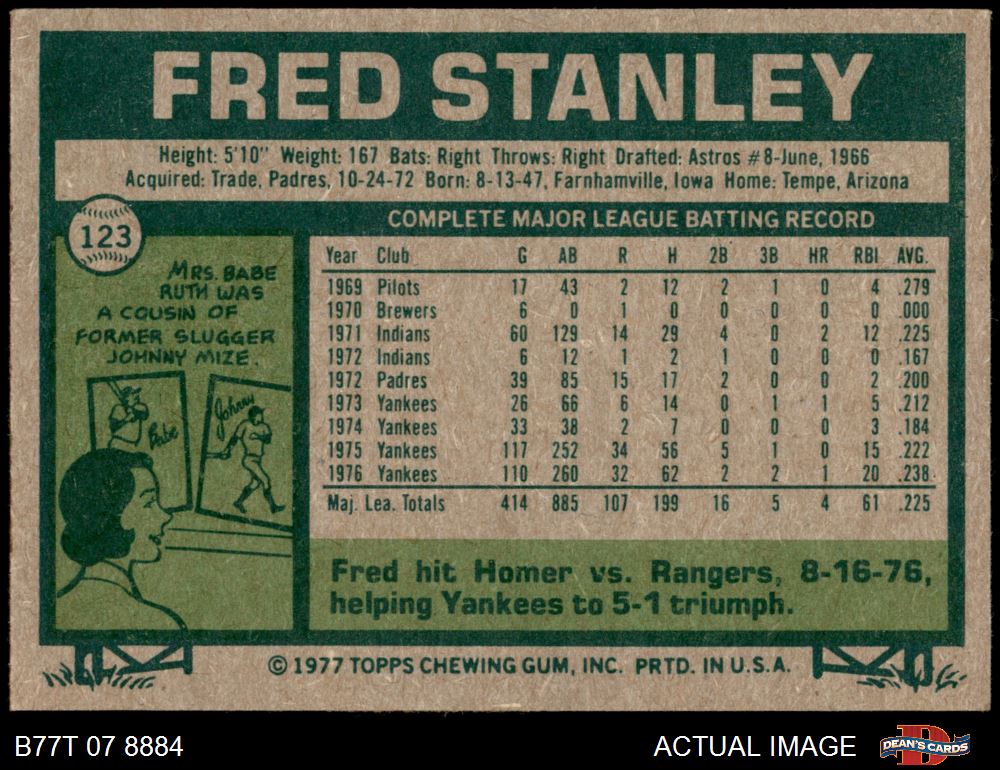 FRED STANLEY
Height: 5'10" Weight: 167 Bats: Right Throws: Right Drafted: Astros #8-June, 1966
Acquired: Trade, Padres, 10-24-72 Born: 8-13-47, Farnhamville, Iowa Home: Tempe, Arizona
123
MRS. BABE
RUTH WAS
A COUSIN OF
FORMER SLUGGER
JOHNNY MIZE.
Babe
Johnny
COMPLETE MAJOR LEAGUE BATTING RECORD
Year Club G AB R H 2B 3B HR RBI AVG.
1969 Pilots 17 43 2 12 2 1 0 4 .279
1970 Brewers 6 0 1 0 0 0 0 0 .000
1971 Indians 60 129 14 29 4 0 2 12 .225
1972 Indians 6 12 1 2 1 0 0 0 .167
1972 Padres 39 85 15 17 2 0 0 2 .200
1973 Yankees 26 66 6 14 0 1 1 5 .212
1974 Yankees 33 38 2 7 0 0 0 3 .184
1975 Yankees 117 252 34 56 5 1 0 15 .222
1976 Yankees 110 260 32 62 2 2 1 20 .238
Maj. Lea. Totals 414 885 107 199 16 5 4 61 .225
Fred hit Homer vs. Rangers, 8-16-76,
helping Yankees to 5-1 triumph.
© 1977 TOPPS CHEWING GUM, INC. PRTD. IN U.S.A.
B77T 07 8884 ACTUAL IMAGE
D
DEAN'S CARDS